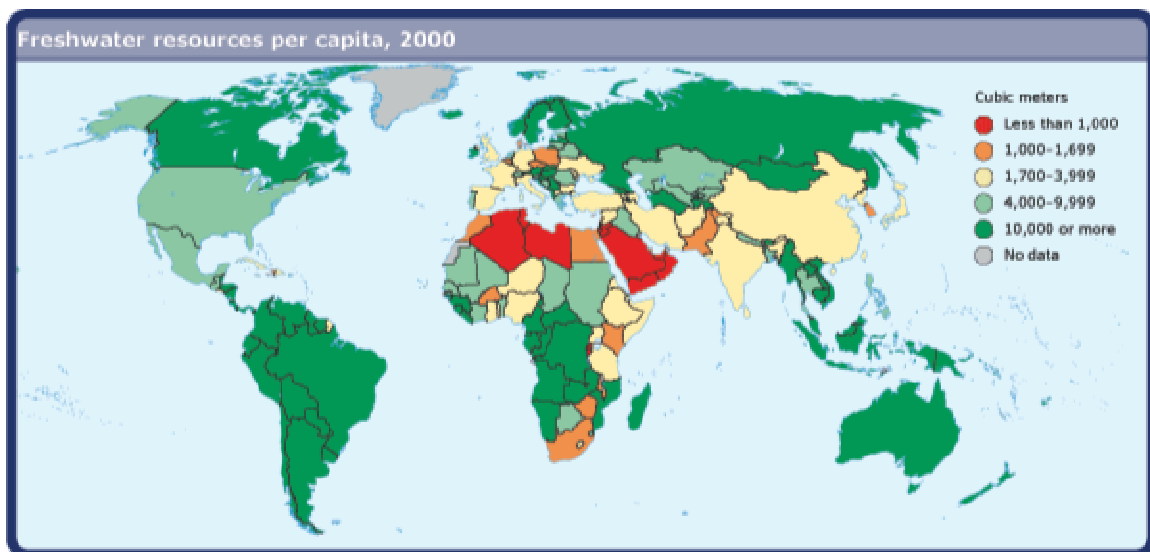 Freshwater resources per capita, 2000
Cubic meters
Less than 1,000
1,000–1,699
1,700–3,999
4,000–9,999
10,000 or more
No data